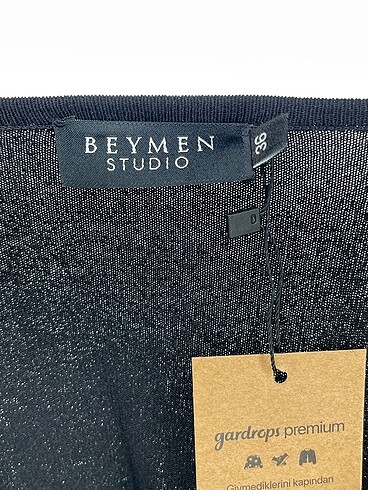 BEYMEN
STUDIO
36
D
gardrops premium
Giymediklerini kapından